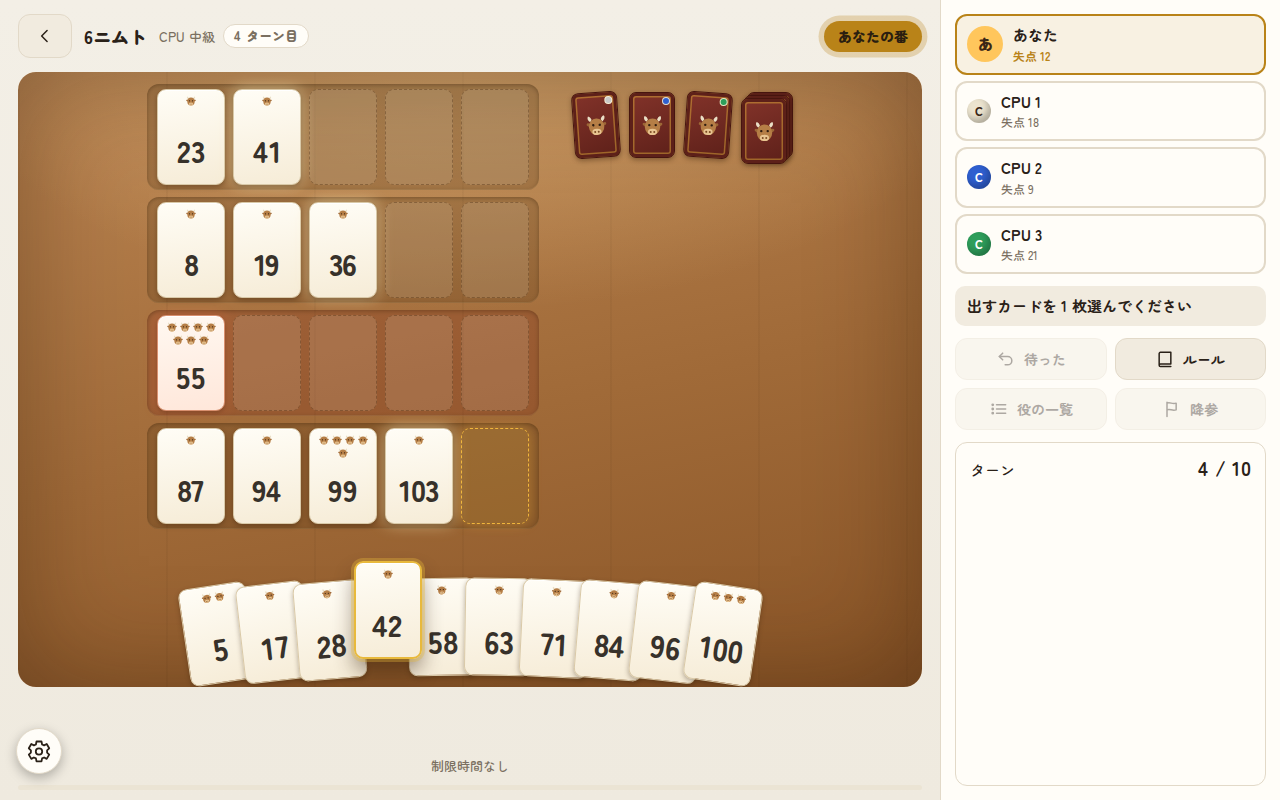 6ニムト CPU 中級 4 ターン目 あなたの番
23 41
8 19 36
55
87 94 99 103
5 17 28 42 58 63 71 84 96 100
制限時間なし
あ あなた
失点 12
C CPU 1
失点 18
C CPU 2
失点 9
C CPU 3
失点 21
出すカードを 1 枚選んでください
待った ルール
役の一覧 降参
ターン 4 / 10